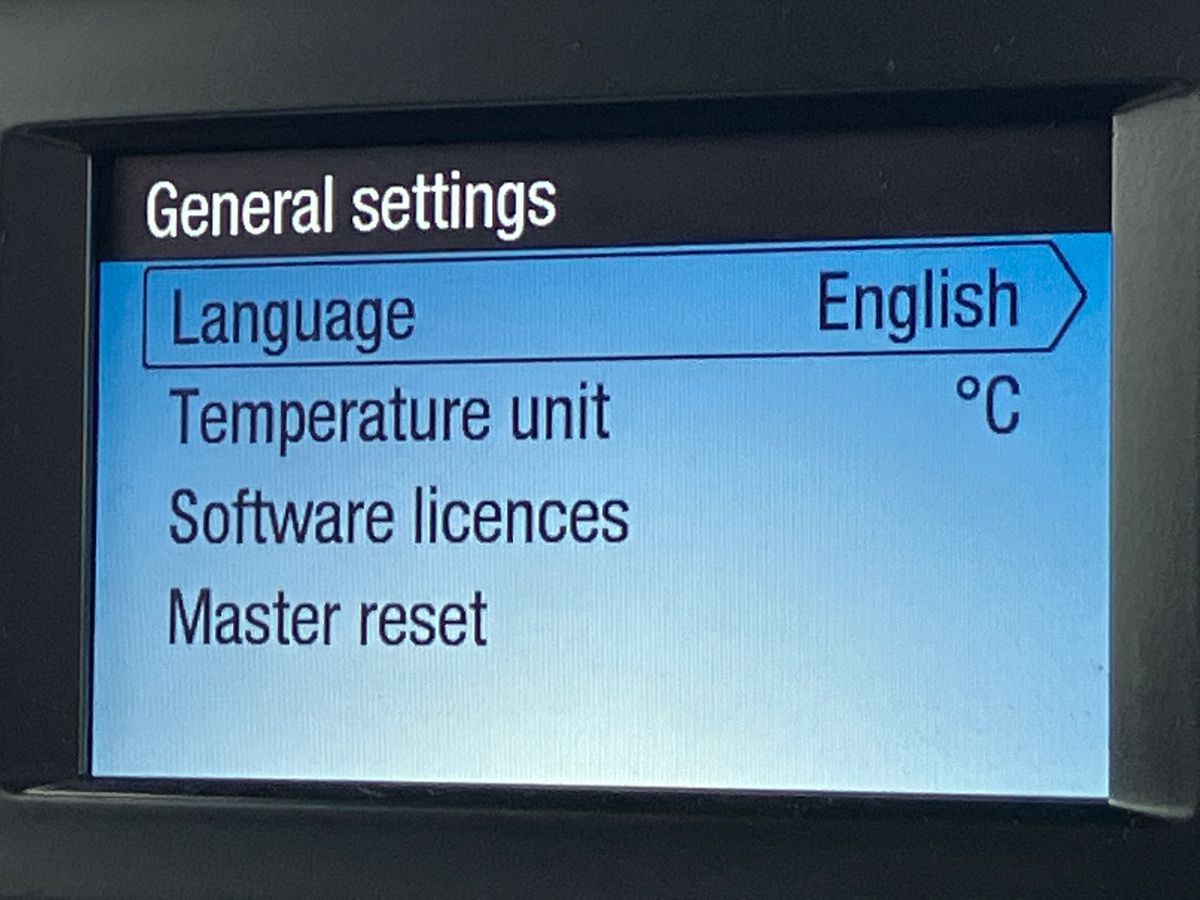 General settings
Language English
Temperature unit °C
Software licences
Master reset